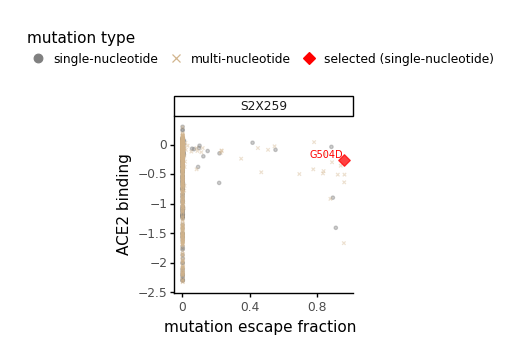 mutation type
single-nucleotide multi-nucleotide selected (single-nucleotide)
S2X259
G504D
ACE2 binding
0
−0.5
−1
−1.5
−2
−2.5
0 0.4 0.8
mutation escape fraction